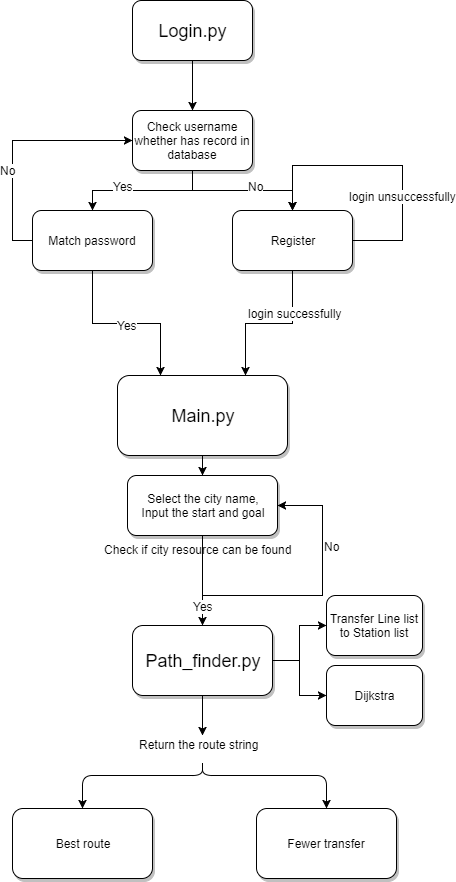 Login.py
Check username
whether has record in
database
No
Yes
No
login unsuccessfully
Match password
Register
login successfully
Yes
Main.py
Select the city name,
Input the start and goal
Check if city resource can be found
No
Yes
Transfer Line list
to Station list
Path_finder.py
Dijkstra
Return the route string
Best route
Fewer transfer